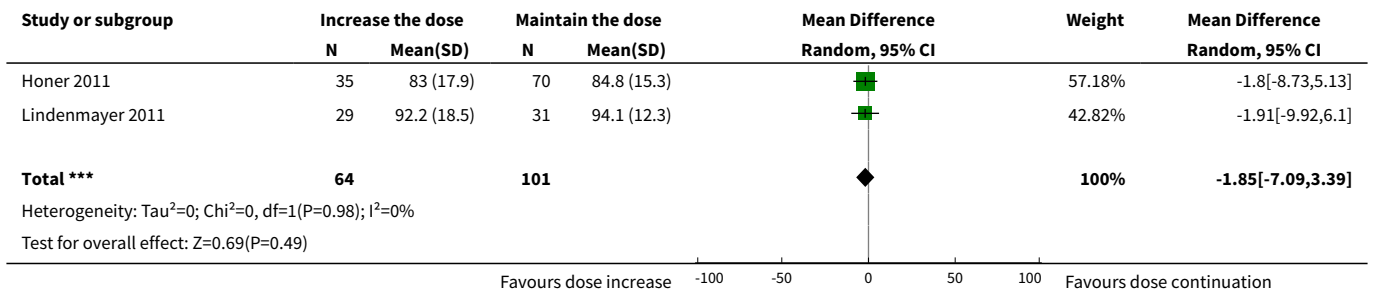 Study or subgroup Increase the dose Maintain the dose Mean Difference Weight Mean Difference
N Mean(SD) N Mean(SD) Random, 95% CI Random, 95% CI
Honer 2011 35 83 (17.9) 70 84.8 (15.3) 57.18% -1.8[-8.73,5.13]
Lindenmayer 2011 29 92.2 (18.5) 31 94.1 (12.3) 42.82% -1.91[-9.92,6.1]
Total *** 64 101 100% -1.85[-7.09,3.39]
Heterogeneity: Tau²=0; Chi²=0, df=1(P=0.98); I²=0%
Test for overall effect: Z=0.69(P=0.49)
Favours dose increase -100 -50 0 50 100 Favours dose continuation